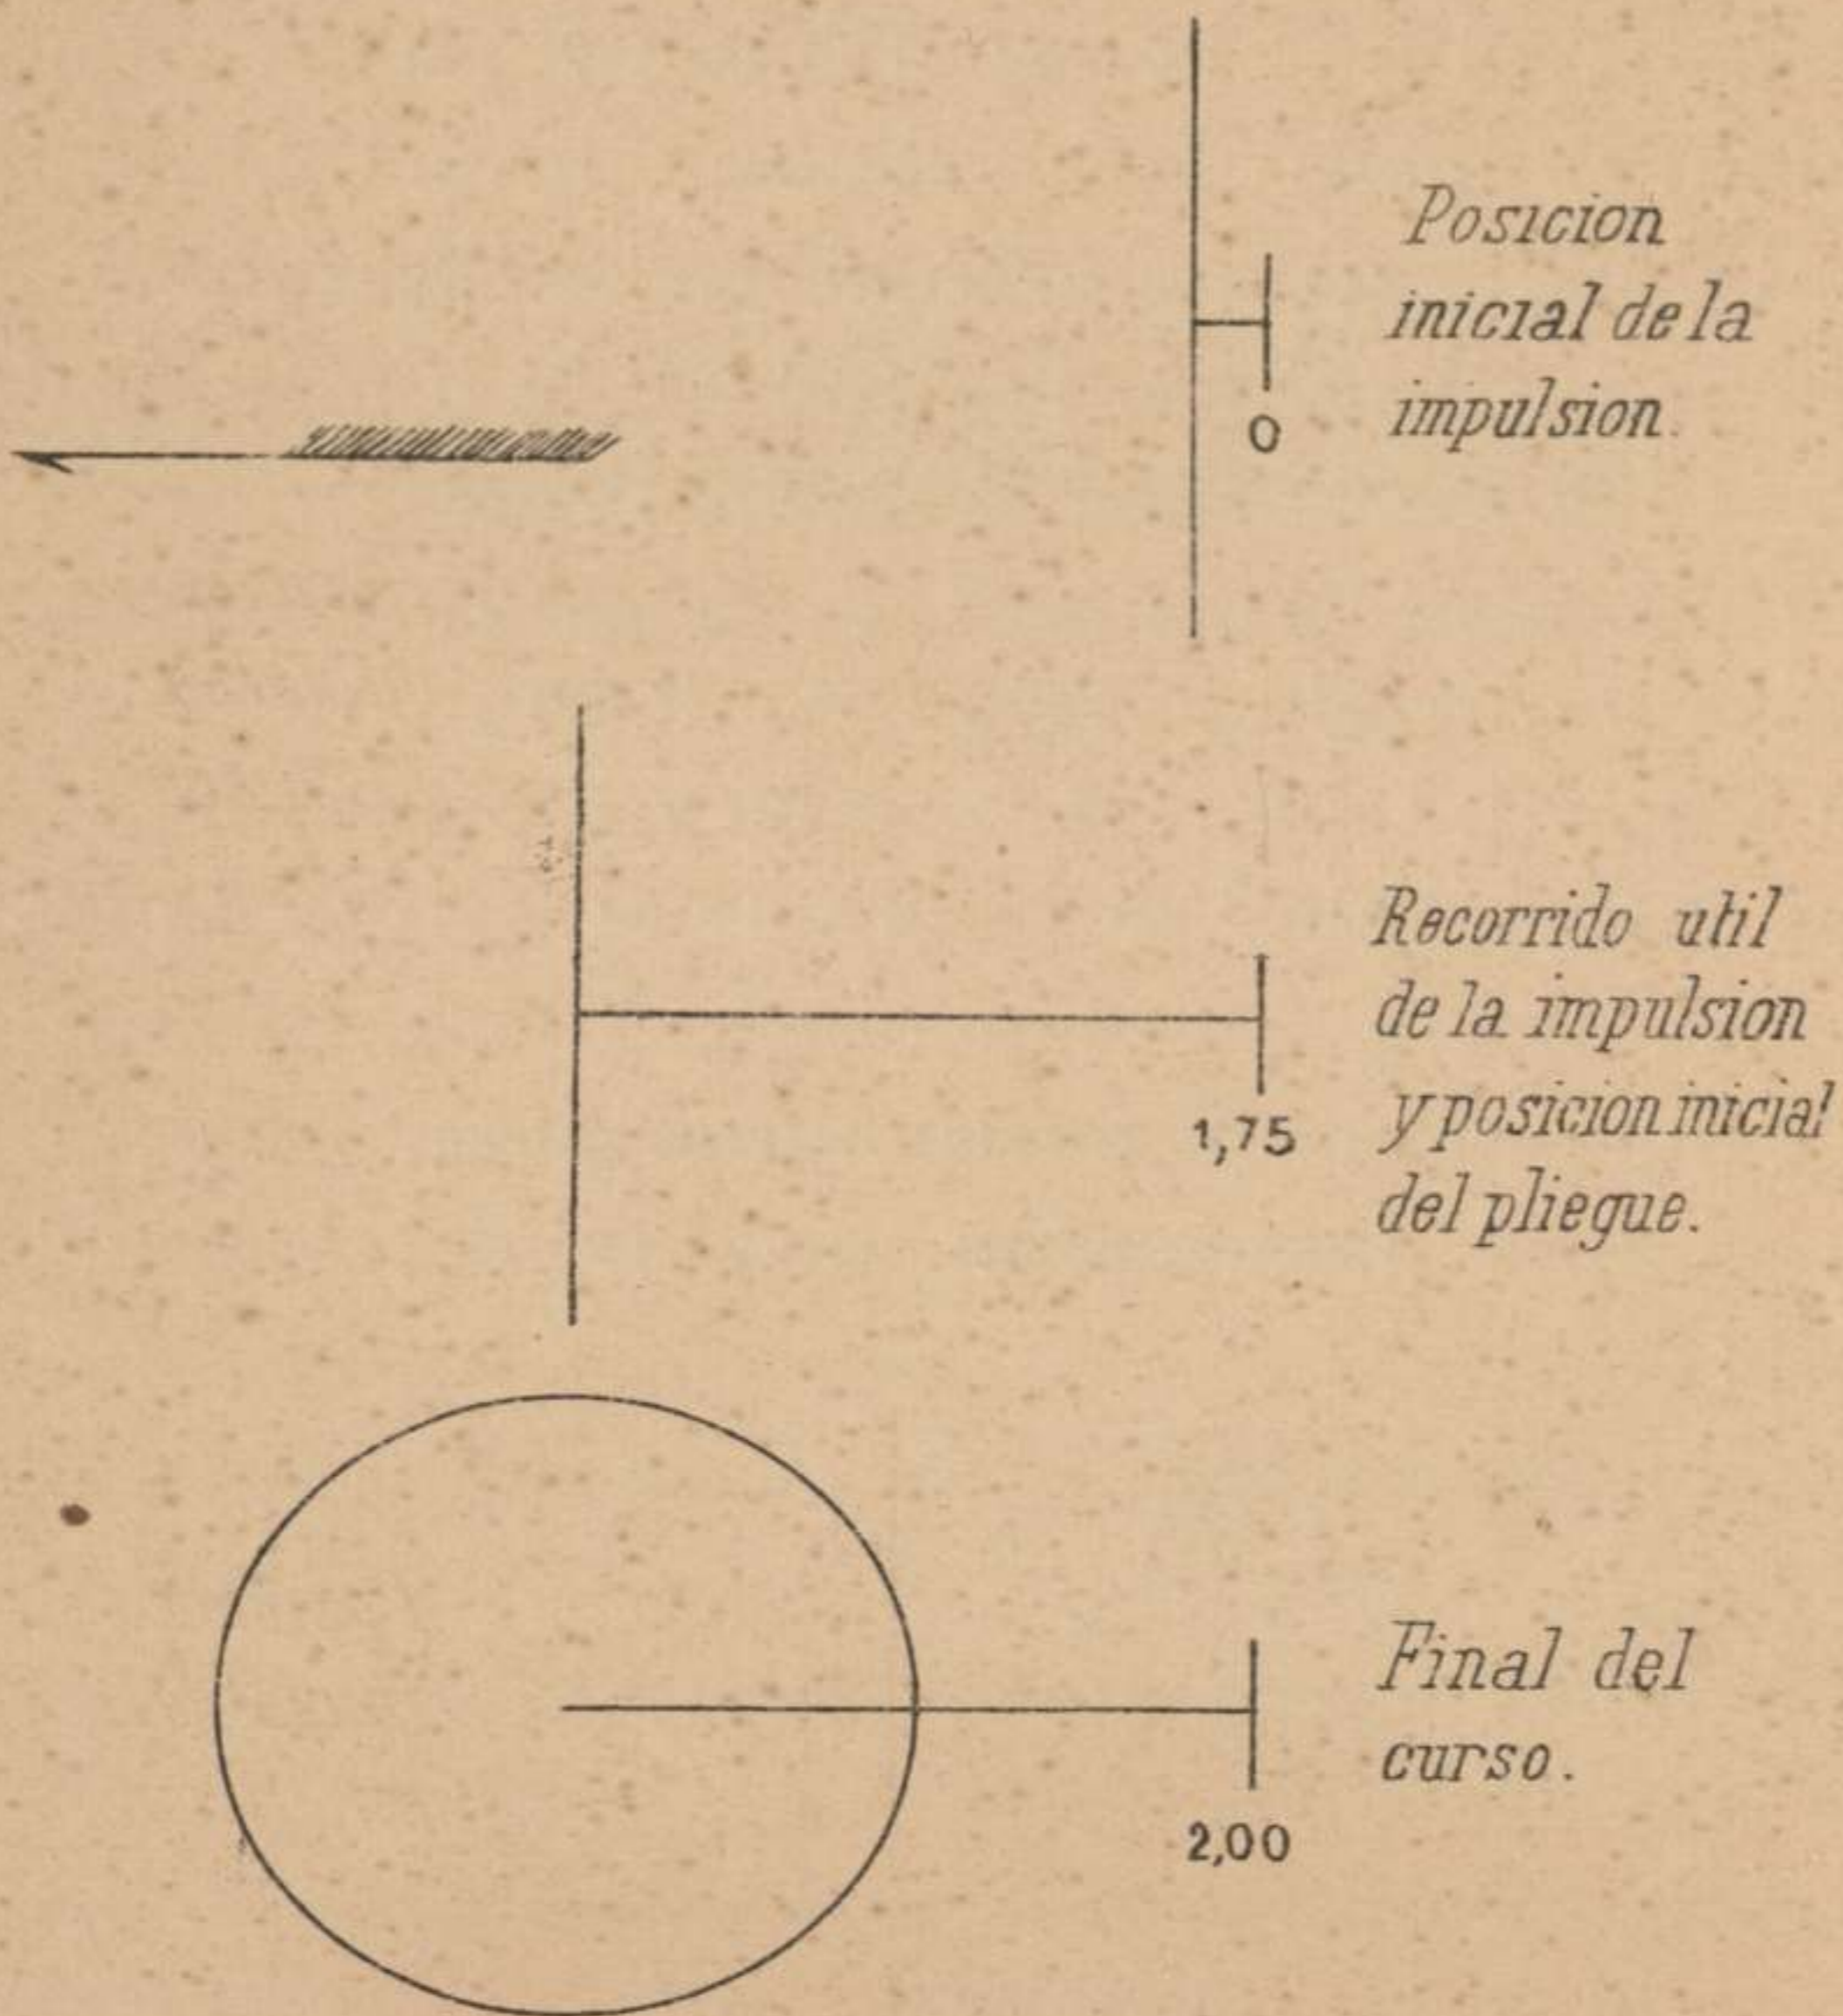 Posicion
inicial de la
impulsion.
0
Recorrido util
de la impulsion
y posicion inicial
del pliegue.
1,75
Final del
curso.
2,00